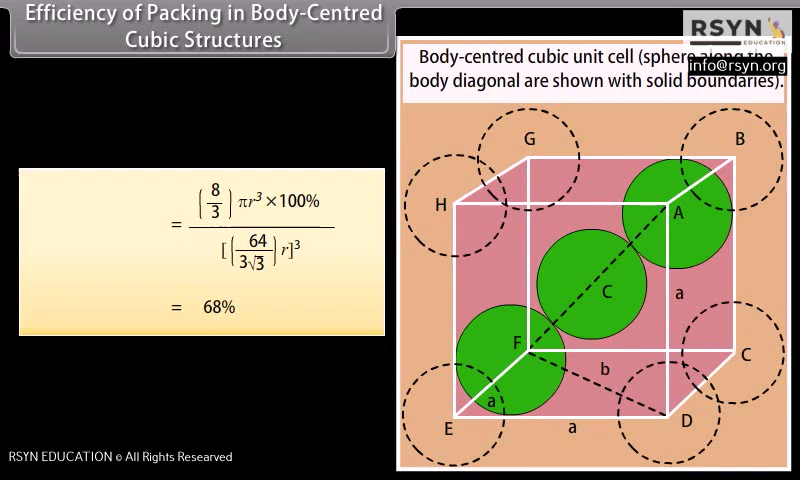 Efficiency of Packing in Body-Centred
Cubic Structures
RSYN
EDUCATION
info@rsyn.org
Body-centred cubic unit cell (sphere along the
body diagonal are shown with solid boundaries).
= (8/3) πr³ × 100%
[(64/3√3) r]³
= 68%
G
B
H
A
C
a
F
C
b
a
E
D
a
RSYN EDUCATION © All Rights Researved